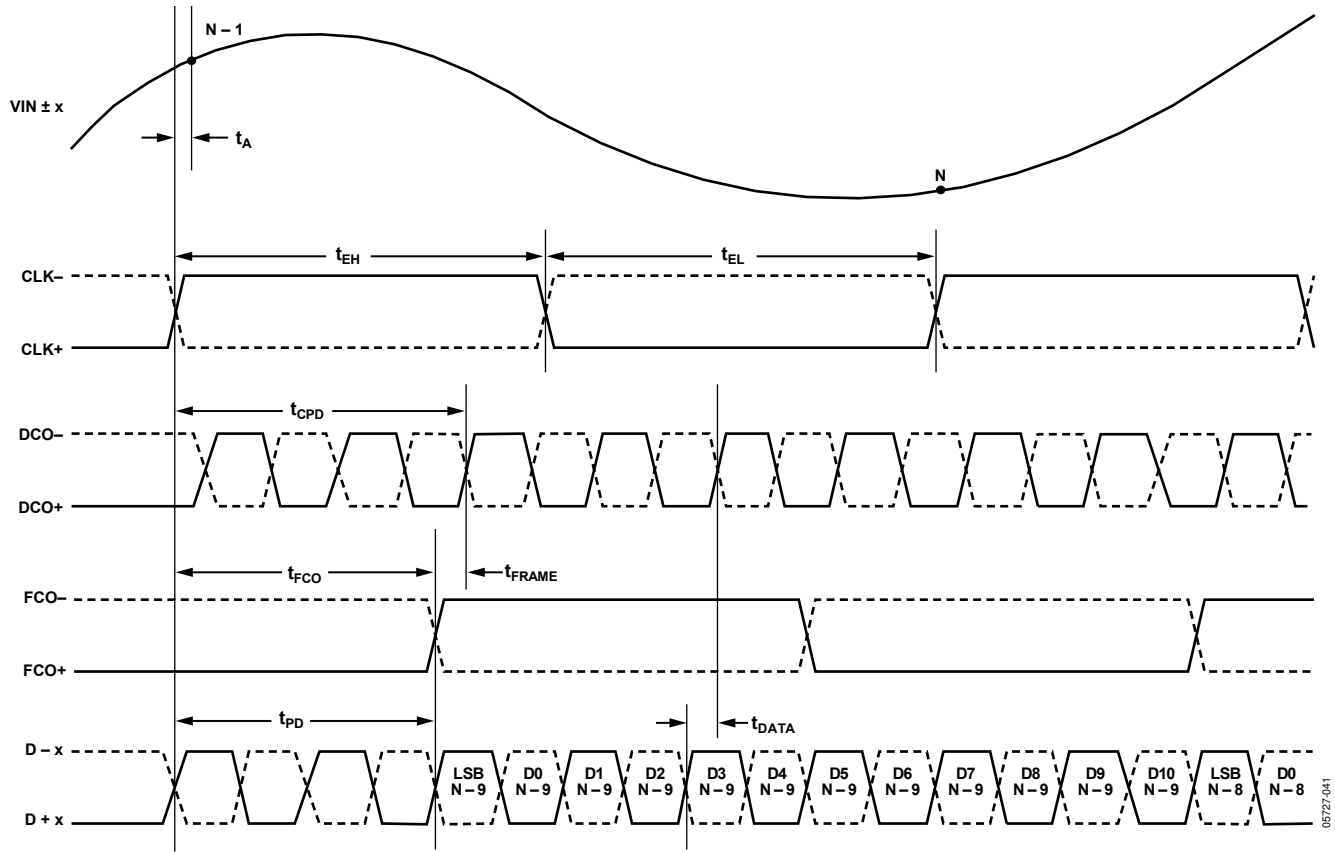 N – 1
VIN ± x
tA
N
tEH
tEL
CLK–
CLK+
tCPD
DCO–
DCO+
tFCO
tFRAME
FCO–
FCO+
tPD
tDATA
D – x
LSB N – 9
D0 N – 9
D1 N – 9
D2 N – 9
D3 N – 9
D4 N – 9
D5 N – 9
D6 N – 9
D7 N – 9
D8 N – 9
D9 N – 9
D10 N – 9
LSB N – 8
D0 N – 8
D + x
05727-041